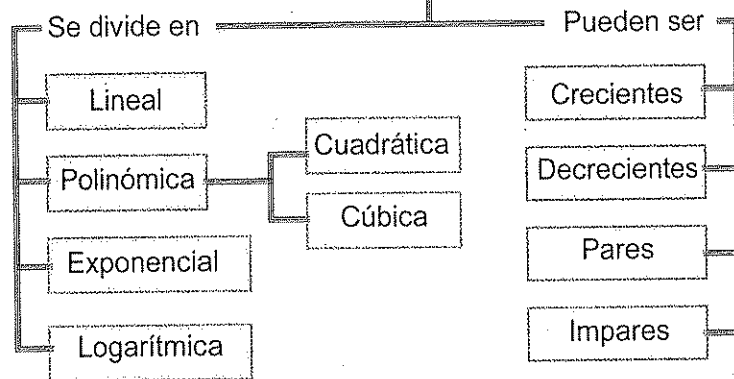 Se divide en
Lineal
Polinómica
Cuadrática
Cúbica
Exponencial
Logarítmica
Pueden ser
Crecientes
Decrecientes
Pares
Impares